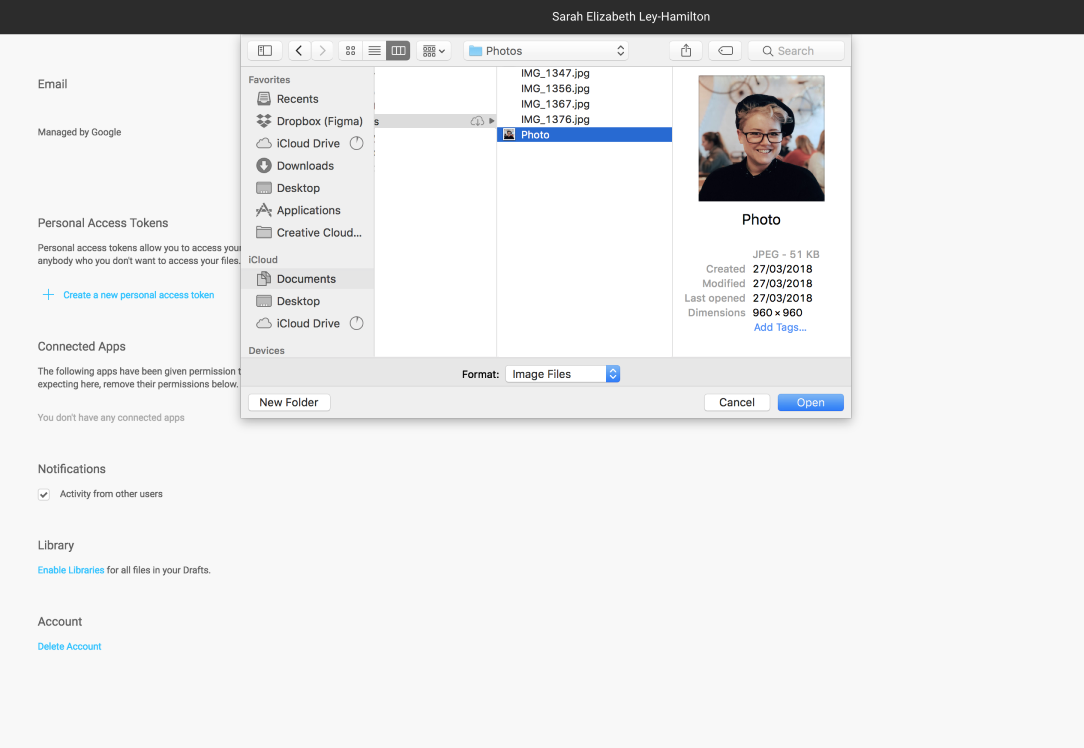 Sarah Elizabeth Ley-Hamilton
Photos
Search
Favorites
Recents
Dropbox (Figma)
iCloud Drive
Downloads
Desktop
Applications
Creative Cloud...
iCloud
Documents
Desktop
iCloud Drive
Devices
s
IMG_1347.jpg
IMG_1356.jpg
IMG_1367.jpg
IMG_1376.jpg
Photo
Photo
JPEG - 51 KB
Created 27/03/2018
Modified 27/03/2018
Last opened 27/03/2018
Dimensions 960 × 960
Add Tags...
Format: Image Files
New Folder
Cancel
Open
Email
Managed by Google
Personal Access Tokens
Personal access tokens allow you to access your
anybody who you don't want to access your files.
Create a new personal access token
Connected Apps
The following apps have been given permission t
expecting here, remove their permissions below.
You don't have any connected apps
Notifications
Activity from other users
Library
Enable Libraries for all files in your Drafts.
Account
Delete Account